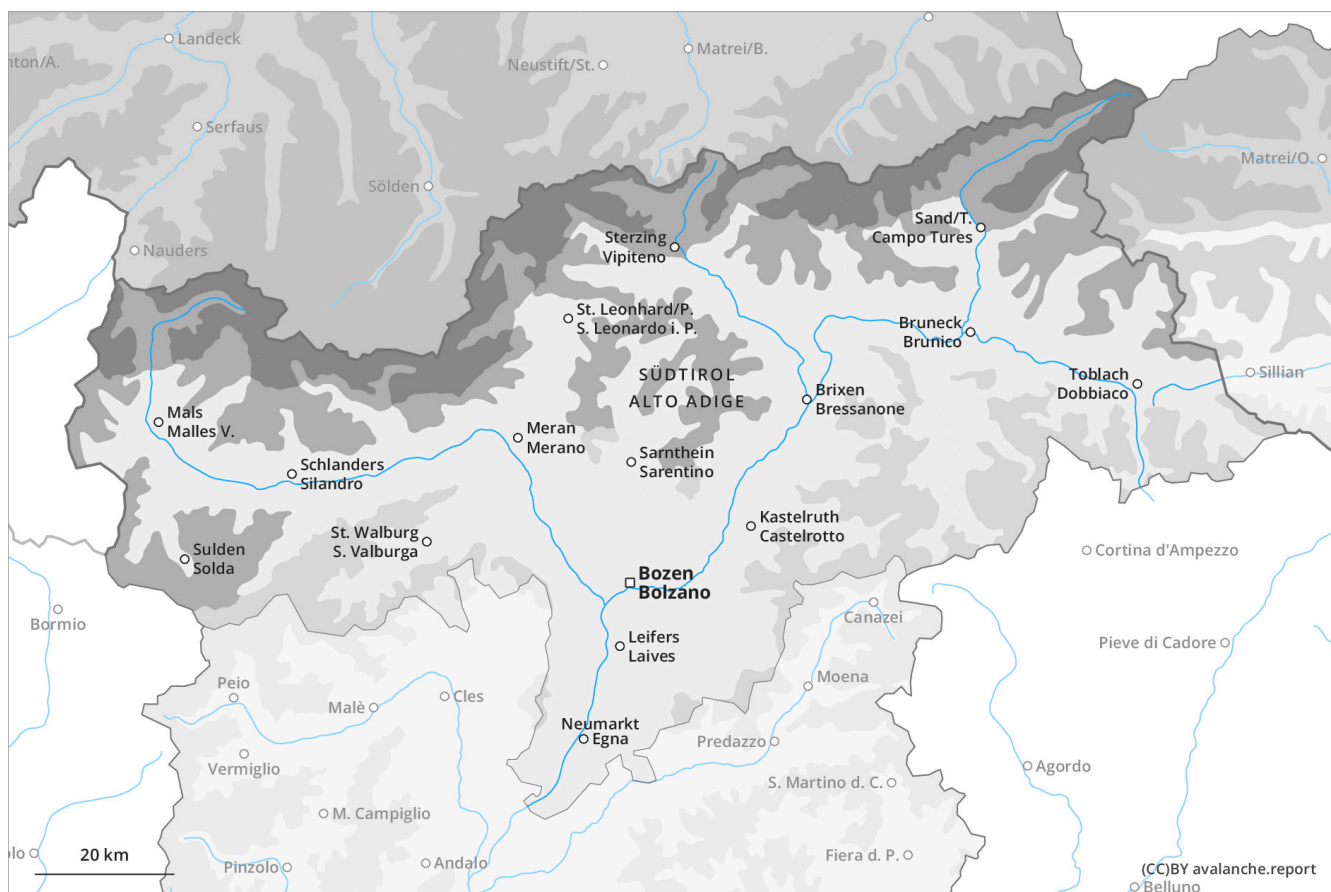 Landeck
nton/A.
Matrei/B.
Neustift/St.
Serfaus
Matrei/O.
Sölden
Nauders
Sand/T.
Campo Tures
Sterzing
Vipiteno
St. Leonhard/P.
S. Leonardo i. P.
Bruneck
Brunico
SÜDTIROL
ALTO ADIGE
Toblach
Dobbiaco
Sillian
Brixen
Bressanone
Mals
Malles V.
Meran
Merano
Sarnthein
Sarentino
Schlanders
Silandro
Kastelruth
Castelrotto
St. Walburg
S. Valburga
Sulden
Solda
Cortina d'Ampezzo
Bozen
Bolzano
Bormio
Canazei
Leifers
Laives
Pieve di Cadore
Moena
Peio
Malè
Cles
Neumarkt
Egna
Predazzo
Vermiglio
Agordo
S. Martino d. C.
M. Campiglio
olo
20 km
Pinzolo
Andalo
Fiera d. P.
(CC)BY avalanche.report
Belluno